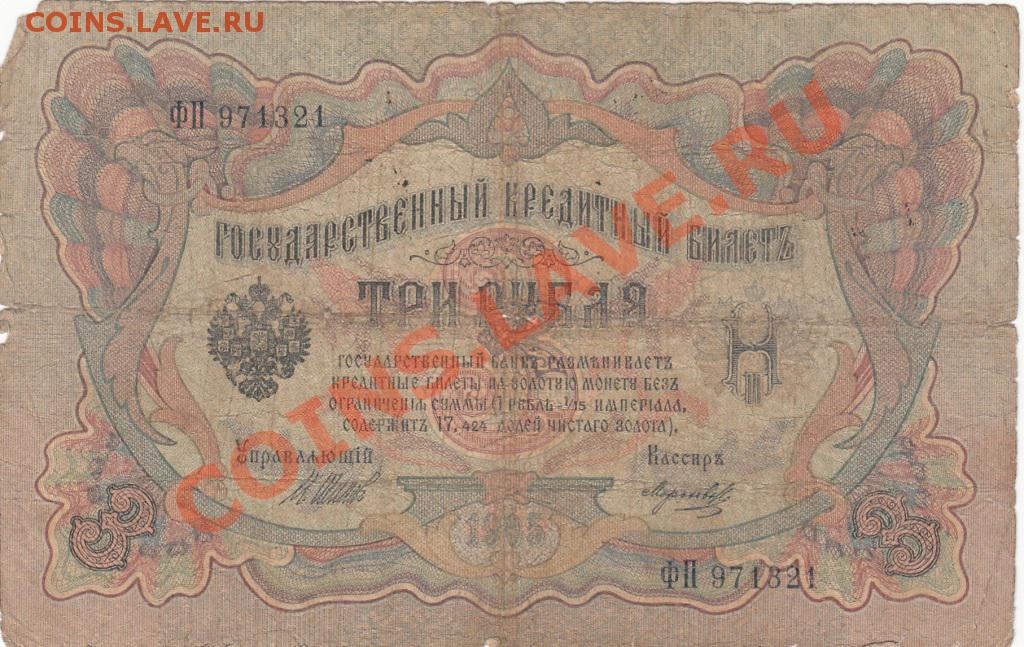 COINS.LAVE.RU
ФП 971321
ГОСУДАРСТВЕННЫЙ КРЕДИТНЫЙ БИЛЕТЪ
ТРИ РУБЛЯ
ГОСУДАРСТВЕННЫЙ БАНКЪ РАЗМѢНИВАЕТЪ
КРЕДИТНЫЕ БИЛЕТЫ НА ЗОЛОТУЮ МОНЕТУ БЕЗЪ
ОГРАНИЧЕНІЯ СУММЫ (1 РУБЛЬ = 1/15 ИМПЕРІАЛА,
СОДЕРЖИТЪ 17,424 ДОЛЕЙ ЧИСТАГО ЗОЛОТА).
Управляющій Кассиръ
1905
3 3
ФП 971321
COINS LAVE.RU